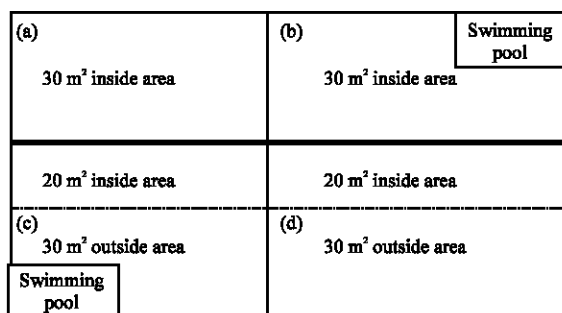 (a)
30 m² inside area
(b)
Swimming
pool
30 m² inside area
20 m² inside area
20 m² inside area
(c)
30 m² outside area
Swimming
pool
(d)
30 m² outside area